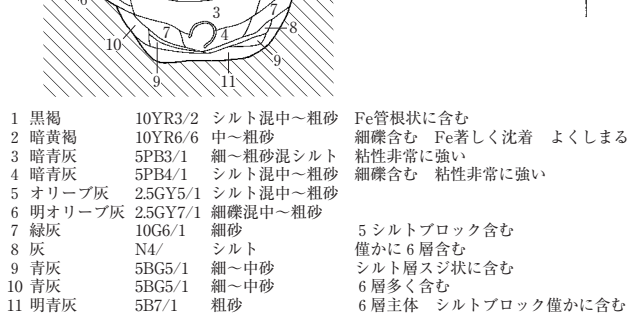 6
3
7
7
4
8
10
9
9
11
1 黒褐 10YR3/2 シルト混中～粗砂 Fe管根状に含む
2 暗黄褐 10YR6/6 中～粗砂 細礫含む Fe著しく沈着 よくしまる
3 暗青灰 5PB3/1 細～粗砂混シルト 粘性非常に強い
4 暗青灰 5PB4/1 シルト混中～粗砂 細礫含む 粘性非常に強い
5 オリーブ灰 2.5GY5/1 シルト混中～粗砂
6 明オリーブ灰 2.5GY7/1 細礫混中～粗砂
7 緑灰 10G6/1 細砂 5シルトブロック含む
8 灰 N4/ シルト 僅かに6層含む
9 青灰 5BG5/1 細～中砂 シルト層スジ状に含む
10 青灰 5BG5/1 細～中砂 6層多く含む
11 明青灰 5B7/1 粗砂 6層主体 シルトブロック僅かに含む